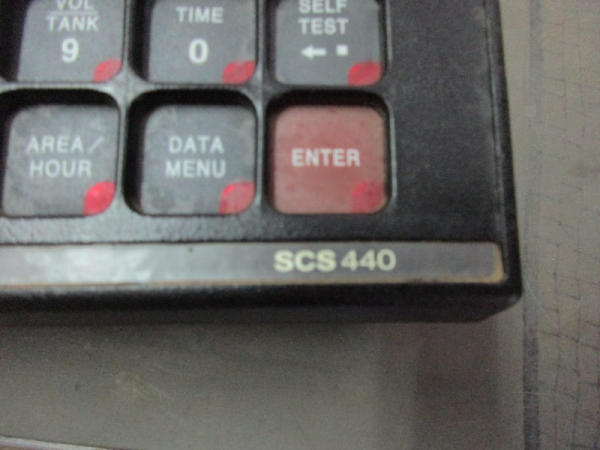 VOL
TANK
9
TIME
0
SELF
TEST
← ■
AREA/
HOUR
DATA
MENU
ENTER
SCS 440